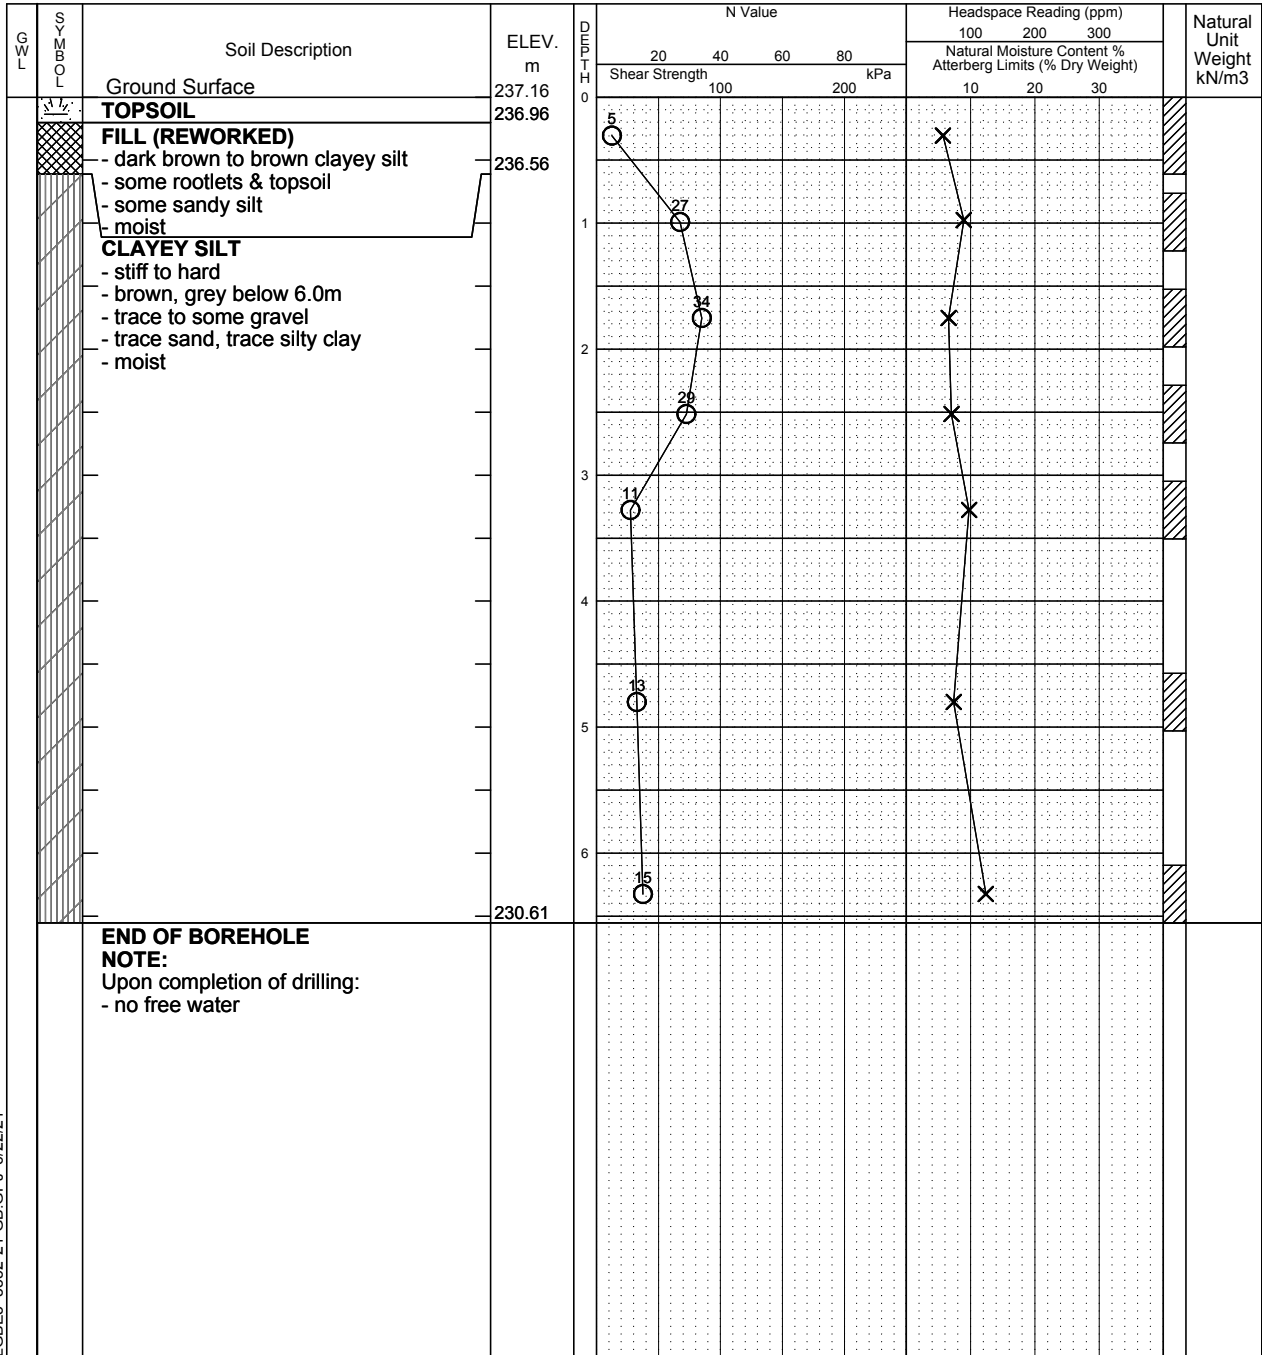 GWL
SYMBOL
Soil Description
Ground Surface
ELEV.
m
237.16
DEPTH
N Value
20 40 60 80
Shear Strength kPa
100 200
Headspace Reading (ppm)
100 200 300
Natural Moisture Content %
Atterberg Limits (% Dry Weight)
10 20 30
Natural
Unit
Weight
kN/m3
0
TOPSOIL
236.96
FILL (REWORKED)
- dark brown to brown clayey silt
236.56
- some rootlets & topsoil
- some sandy silt
- moist
CLAYEY SILT
- stiff to hard
- brown, grey below 6.0m
- trace to some gravel
- trace sand, trace silty clay
- moist
5
27
1
34
2
29
3
11
4
13
5
6
15
230.61
END OF BOREHOLE
NOTE:
Upon completion of drilling:
- no free water